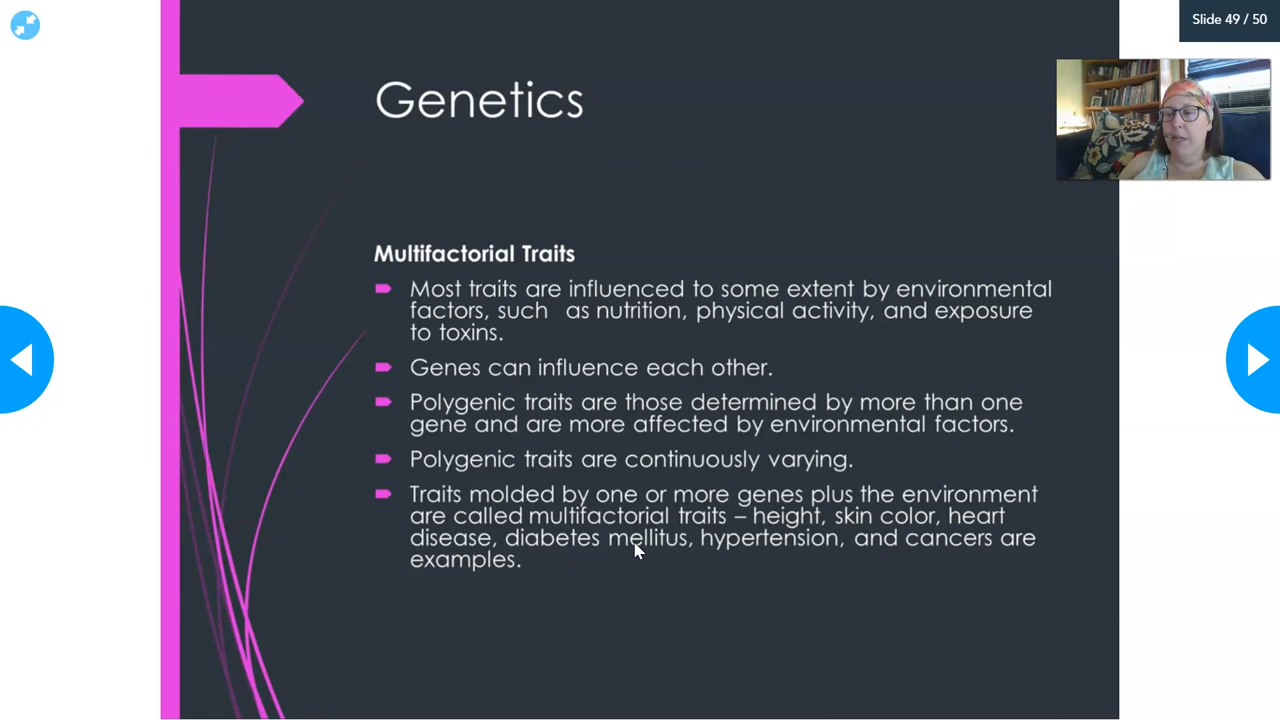 Slide 49 / 50
Genetics
Multifactorial Traits
Most traits are influenced to some extent by environmental
factors, such as nutrition, physical activity, and exposure
to toxins.
Genes can influence each other.
Polygenic traits are those determined by more than one
gene and are more affected by environmental factors.
Polygenic traits are continuously varying.
Traits molded by one or more genes plus the environment
are called multifactorial traits – height, skin color, heart
disease, diabetes mellitus, hypertension, and cancers are
examples.